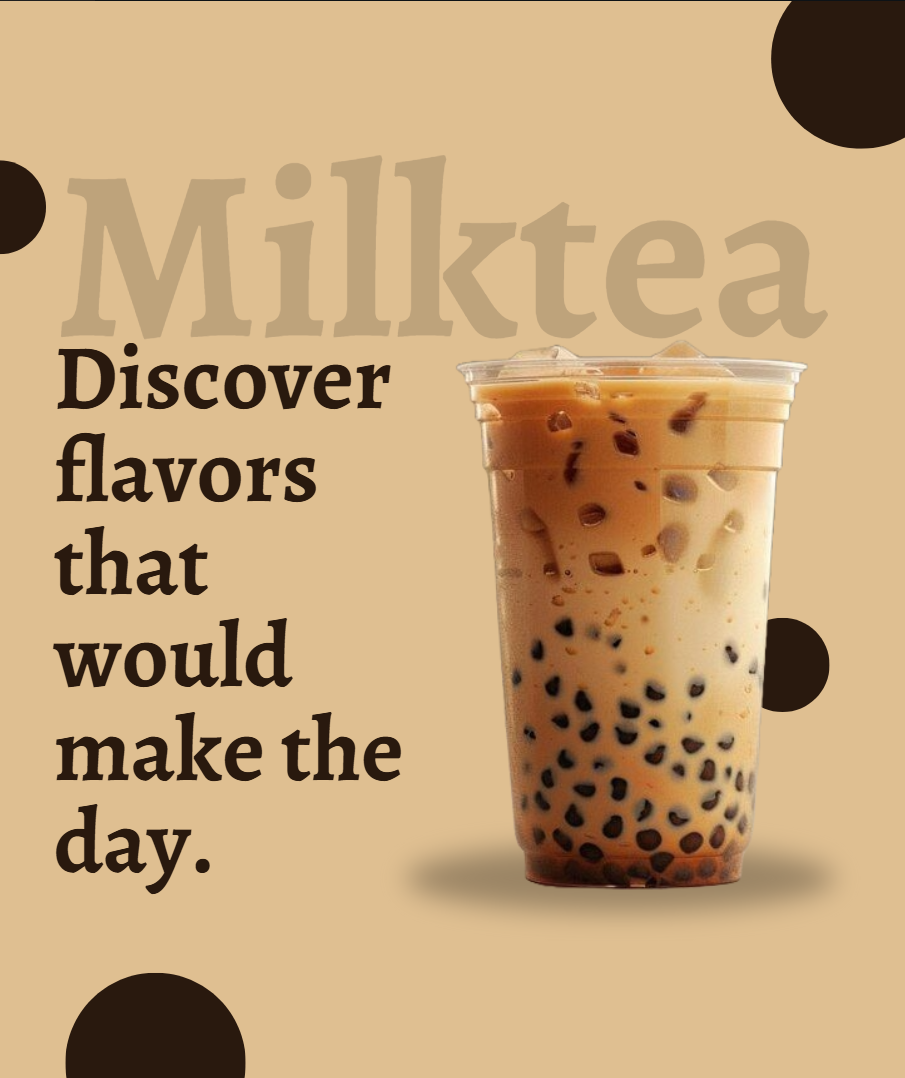 Milktea
Discover
flavors
that
would
make the
day.